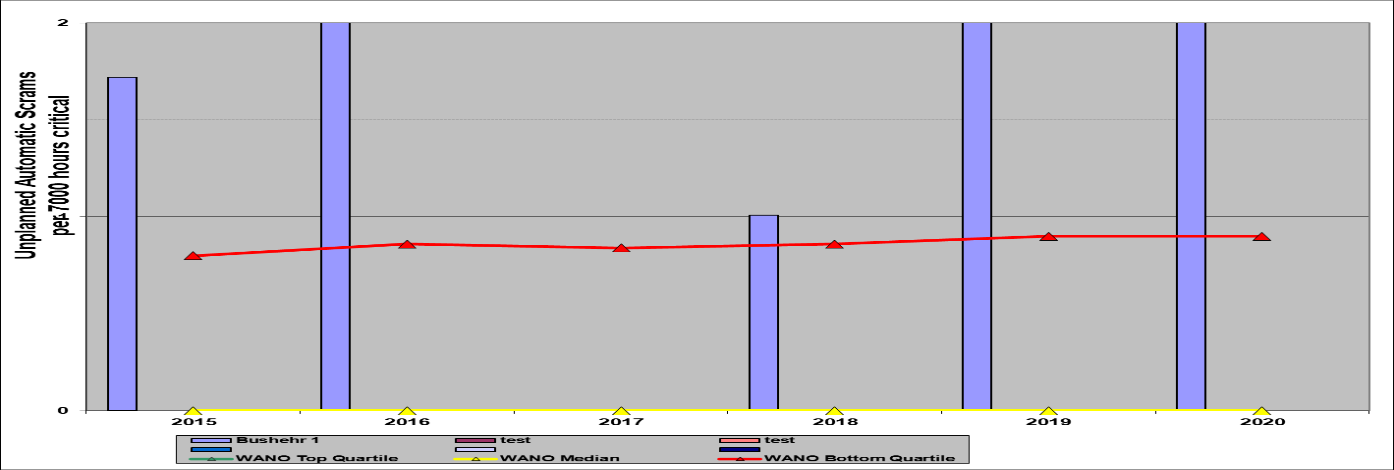 Unplanned Automatic Scrams
per 7000 hours critical
2
1
0
2015 2016 2017 2018 2019 2020
Bushehr 1 test test
WANO Top Quartile WANO Median WANO Bottom Quartile